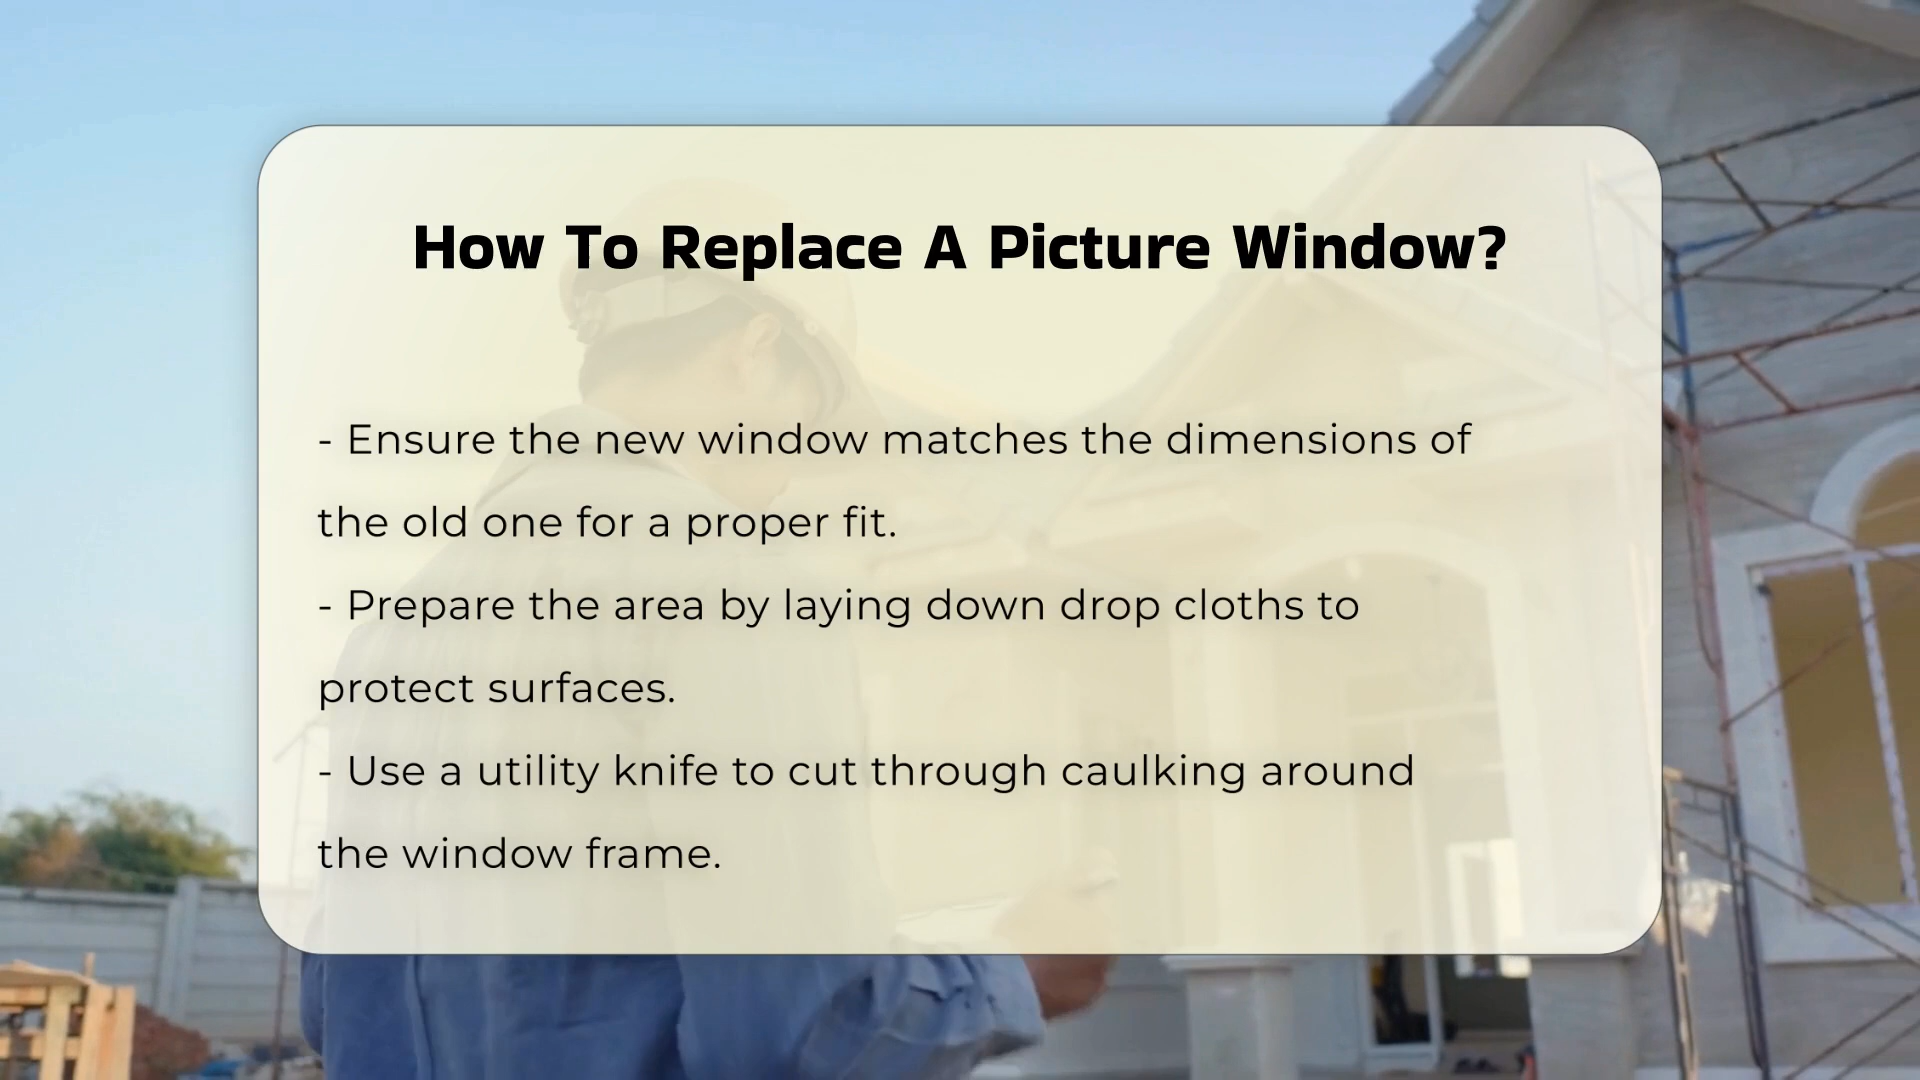 How To Replace A Picture Window?
- Ensure the new window matches the dimensions of
the old one for a proper fit.
- Prepare the area by laying down drop cloths to
protect surfaces.
- Use a utility knife to cut through caulking around
the window frame.